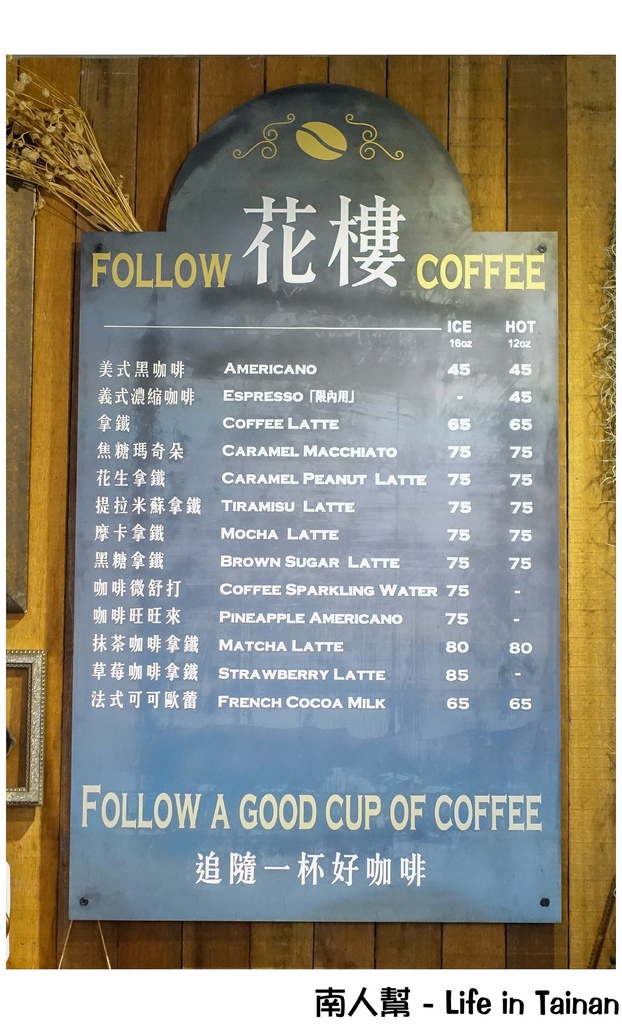 FOLLOW 花樓 COFFEE
ICE HOT
16oz 12oz
美式黑咖啡 AMERICANO 45 45
義式濃縮咖啡 ESPRESSO「限內用」 - 45
拿鐵 COFFEE LATTE 65 65
焦糖瑪奇朵 CARAMEL MACCHIATO 75 75
花生拿鐵 CARAMEL PEANUT LATTE 75 75
提拉米蘇拿鐵 TIRAMISU LATTE 75 75
摩卡拿鐵 MOCHA LATTE 75 75
黑糖拿鐵 BROWN SUGAR LATTE 75 75
咖啡微舒打 COFFEE SPARKLING WATER 75 -
咖啡旺旺來 PINEAPPLE AMERICANO 75 -
抹茶咖啡拿鐵 MATCHA LATTE 80 80
草莓咖啡拿鐵 STRAWBERRY LATTE 85 -
法式可可歐蕾 FRENCH COCOA MILK 65 65
FOLLOW A GOOD CUP OF COFFEE
追隨一杯好咖啡
南人幫 - Life in Tainan